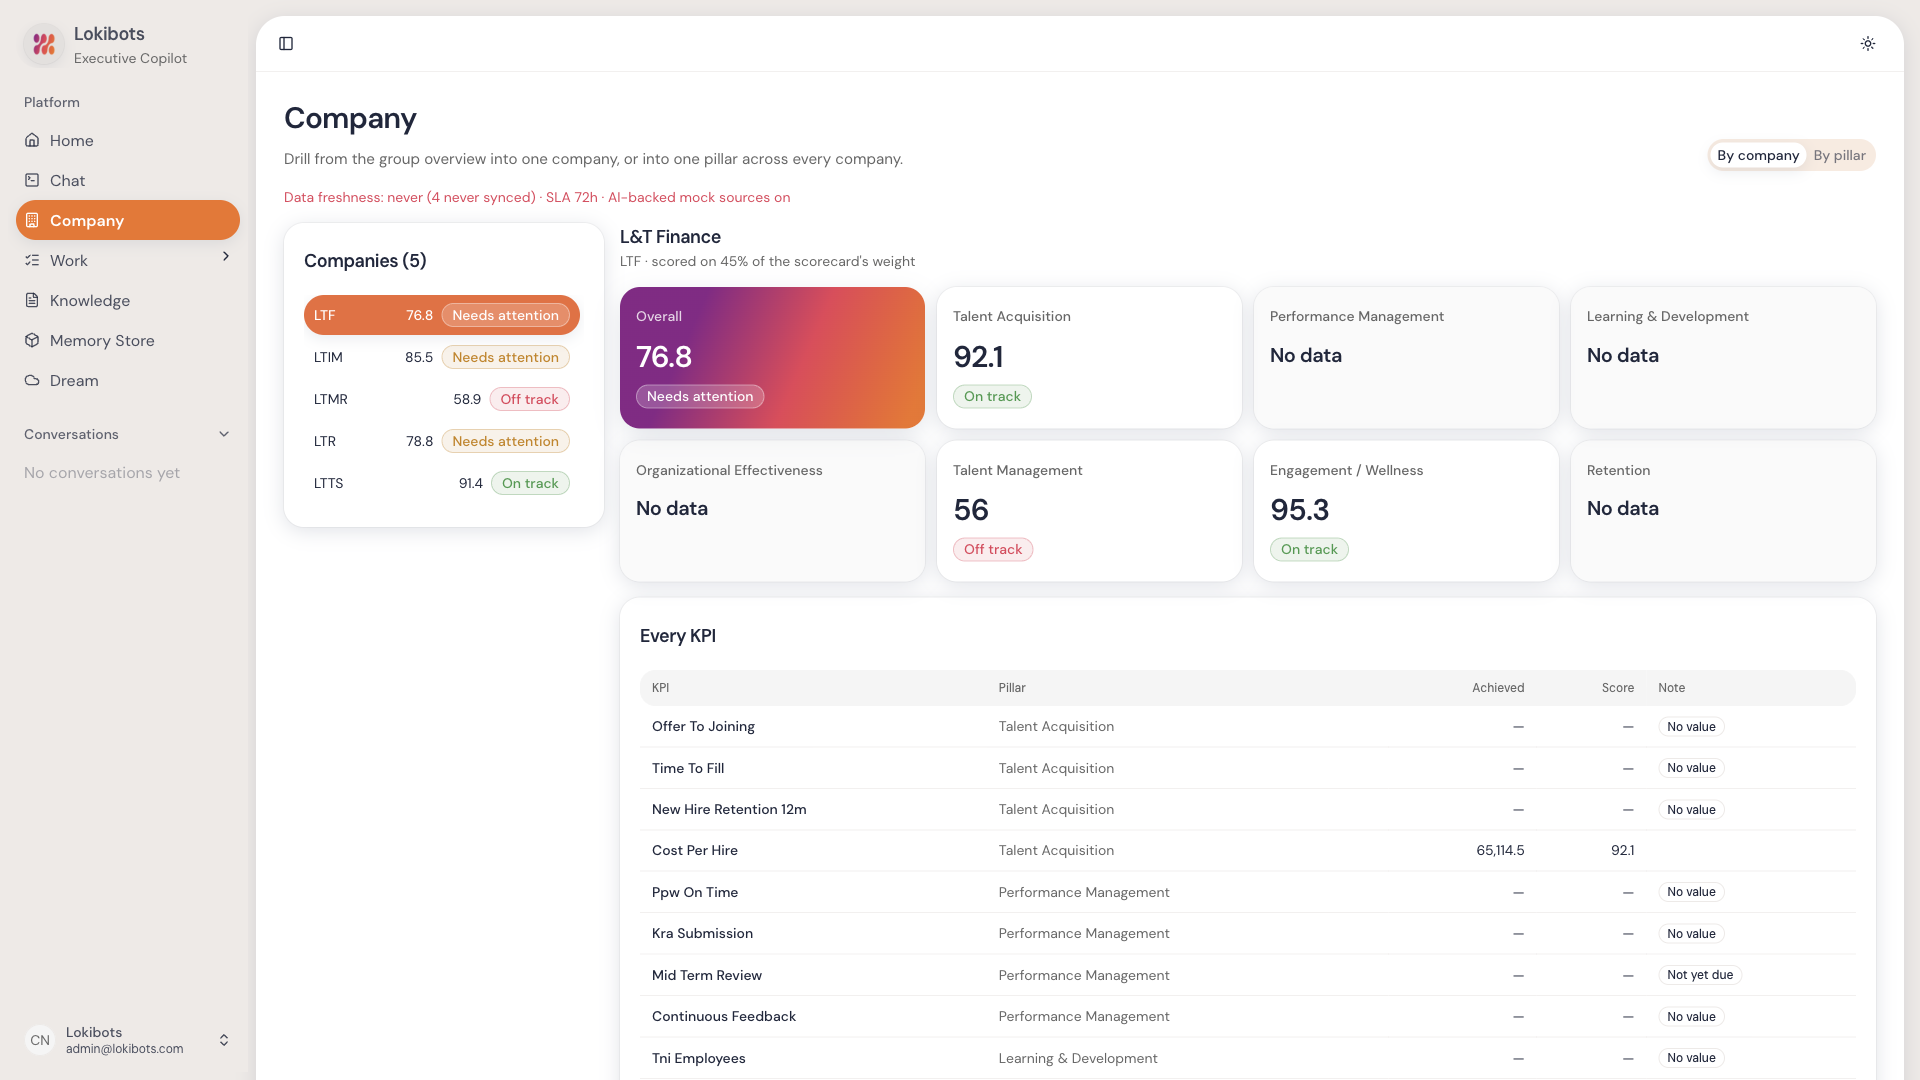 Lokibots
Executive Copilot
Platform
Home
Chat
Company
Work
Knowledge
Memory Store
Dream
Conversations
No conversations yet
CN
Lokibots
admin@lokibots.com
Company
Drill from the group overview into one company, or into one pillar across every company.
By company By pillar
Data freshness: never (4 never synced) · SLA 72h · AI-backed mock sources on
Companies (5)
LTF 76.8 Needs attention
LTIM 85.5 Needs attention
LTMR 58.9 Off track
LTR 78.8 Needs attention
LTTS 91.4 On track
L&T Finance
LTF · scored on 45% of the scorecard's weight
Overall
76.8
Needs attention
Talent Acquisition
92.1
On track
Performance Management
No data
Learning & Development
No data
Organizational Effectiveness
No data
Talent Management
56
Off track
Engagement / Wellness
95.3
On track
Retention
No data
Every KPI
KPI Pillar Achieved Score Note
Offer To Joining Talent Acquisition — — No value
Time To Fill Talent Acquisition — — No value
New Hire Retention 12m Talent Acquisition — — No value
Cost Per Hire Talent Acquisition 65,114.5 92.1
Ppw On Time Performance Management — — No value
Kra Submission Performance Management — — No value
Mid Term Review Performance Management — — Not yet due
Continuous Feedback Performance Management — — No value
Tni Employees Learning & Development — — No value